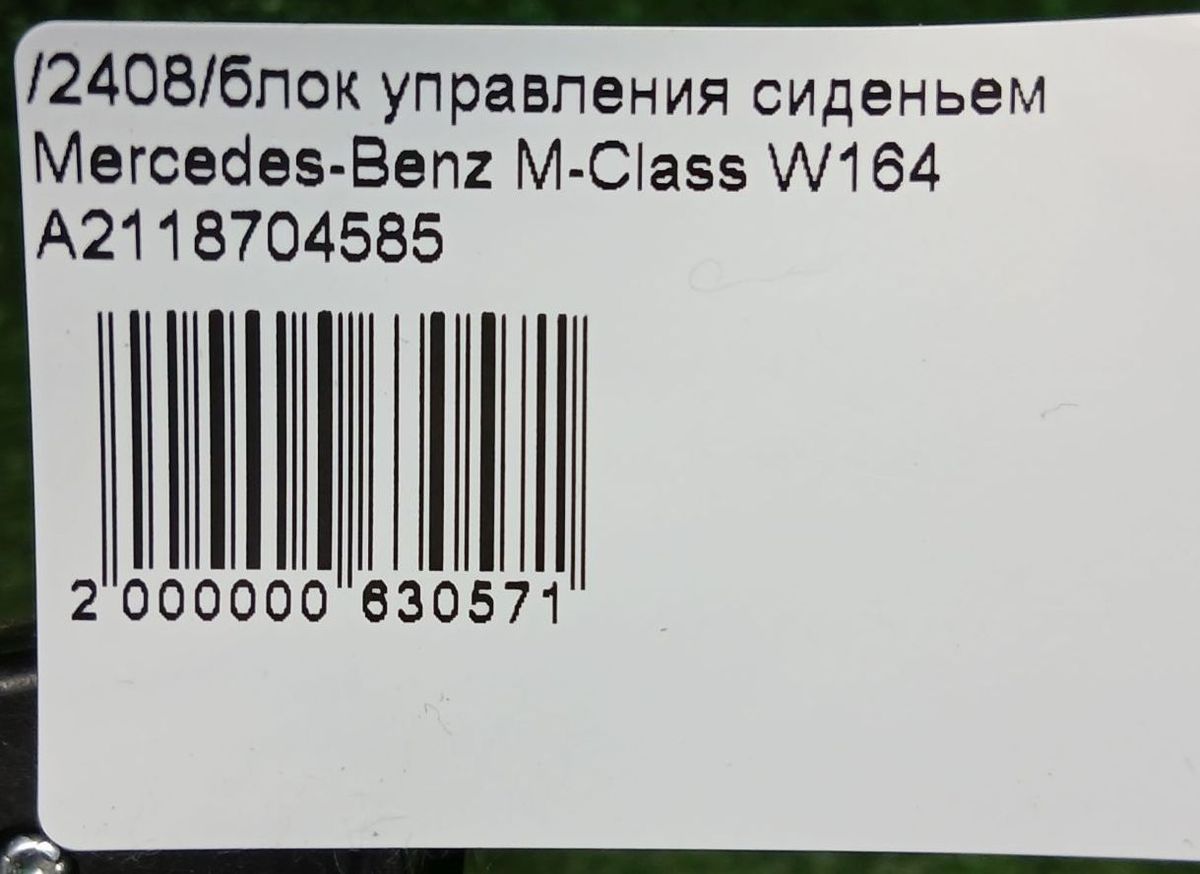 /2408/блок управления сиденьем
Mercedes-Benz M-Class W164
A2118704585
2 000000 630571